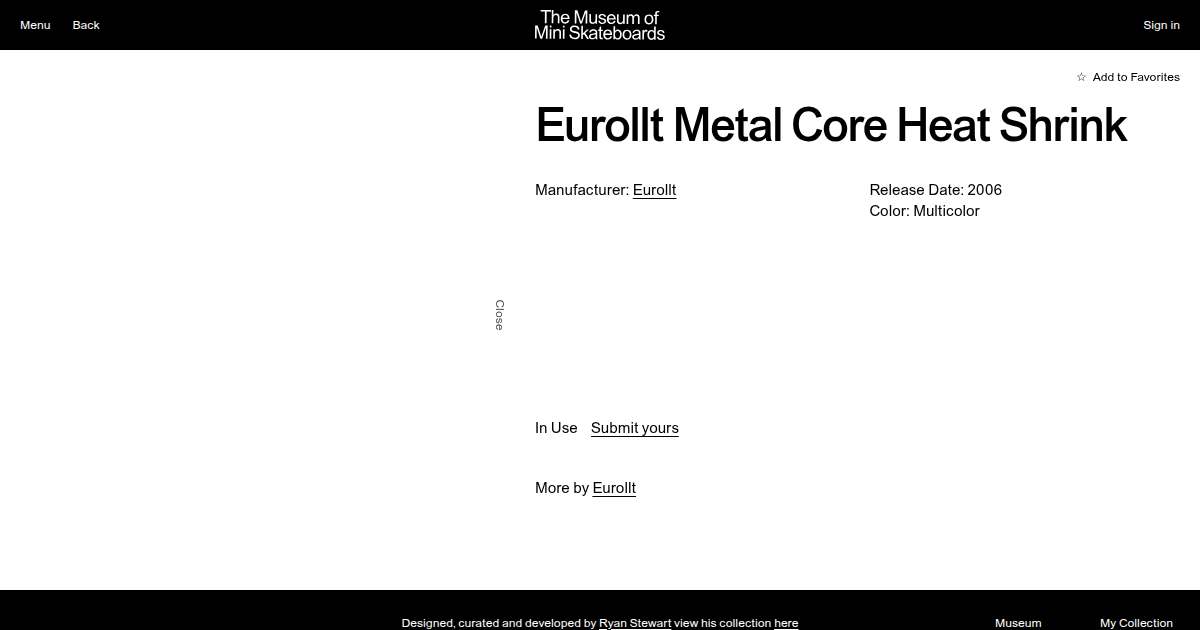 Menu
Back
The Museum of
Mini Skateboards
Sign in
☆ Add to Favorites
Eurollt Metal Core Heat Shrink
Manufacturer: Eurollt
Release Date: 2006
Color: Multicolor
Close
In Use Submit yours
More by Eurollt
Designed, curated and developed by Ryan Stewart view his collection here
Museum
My Collection